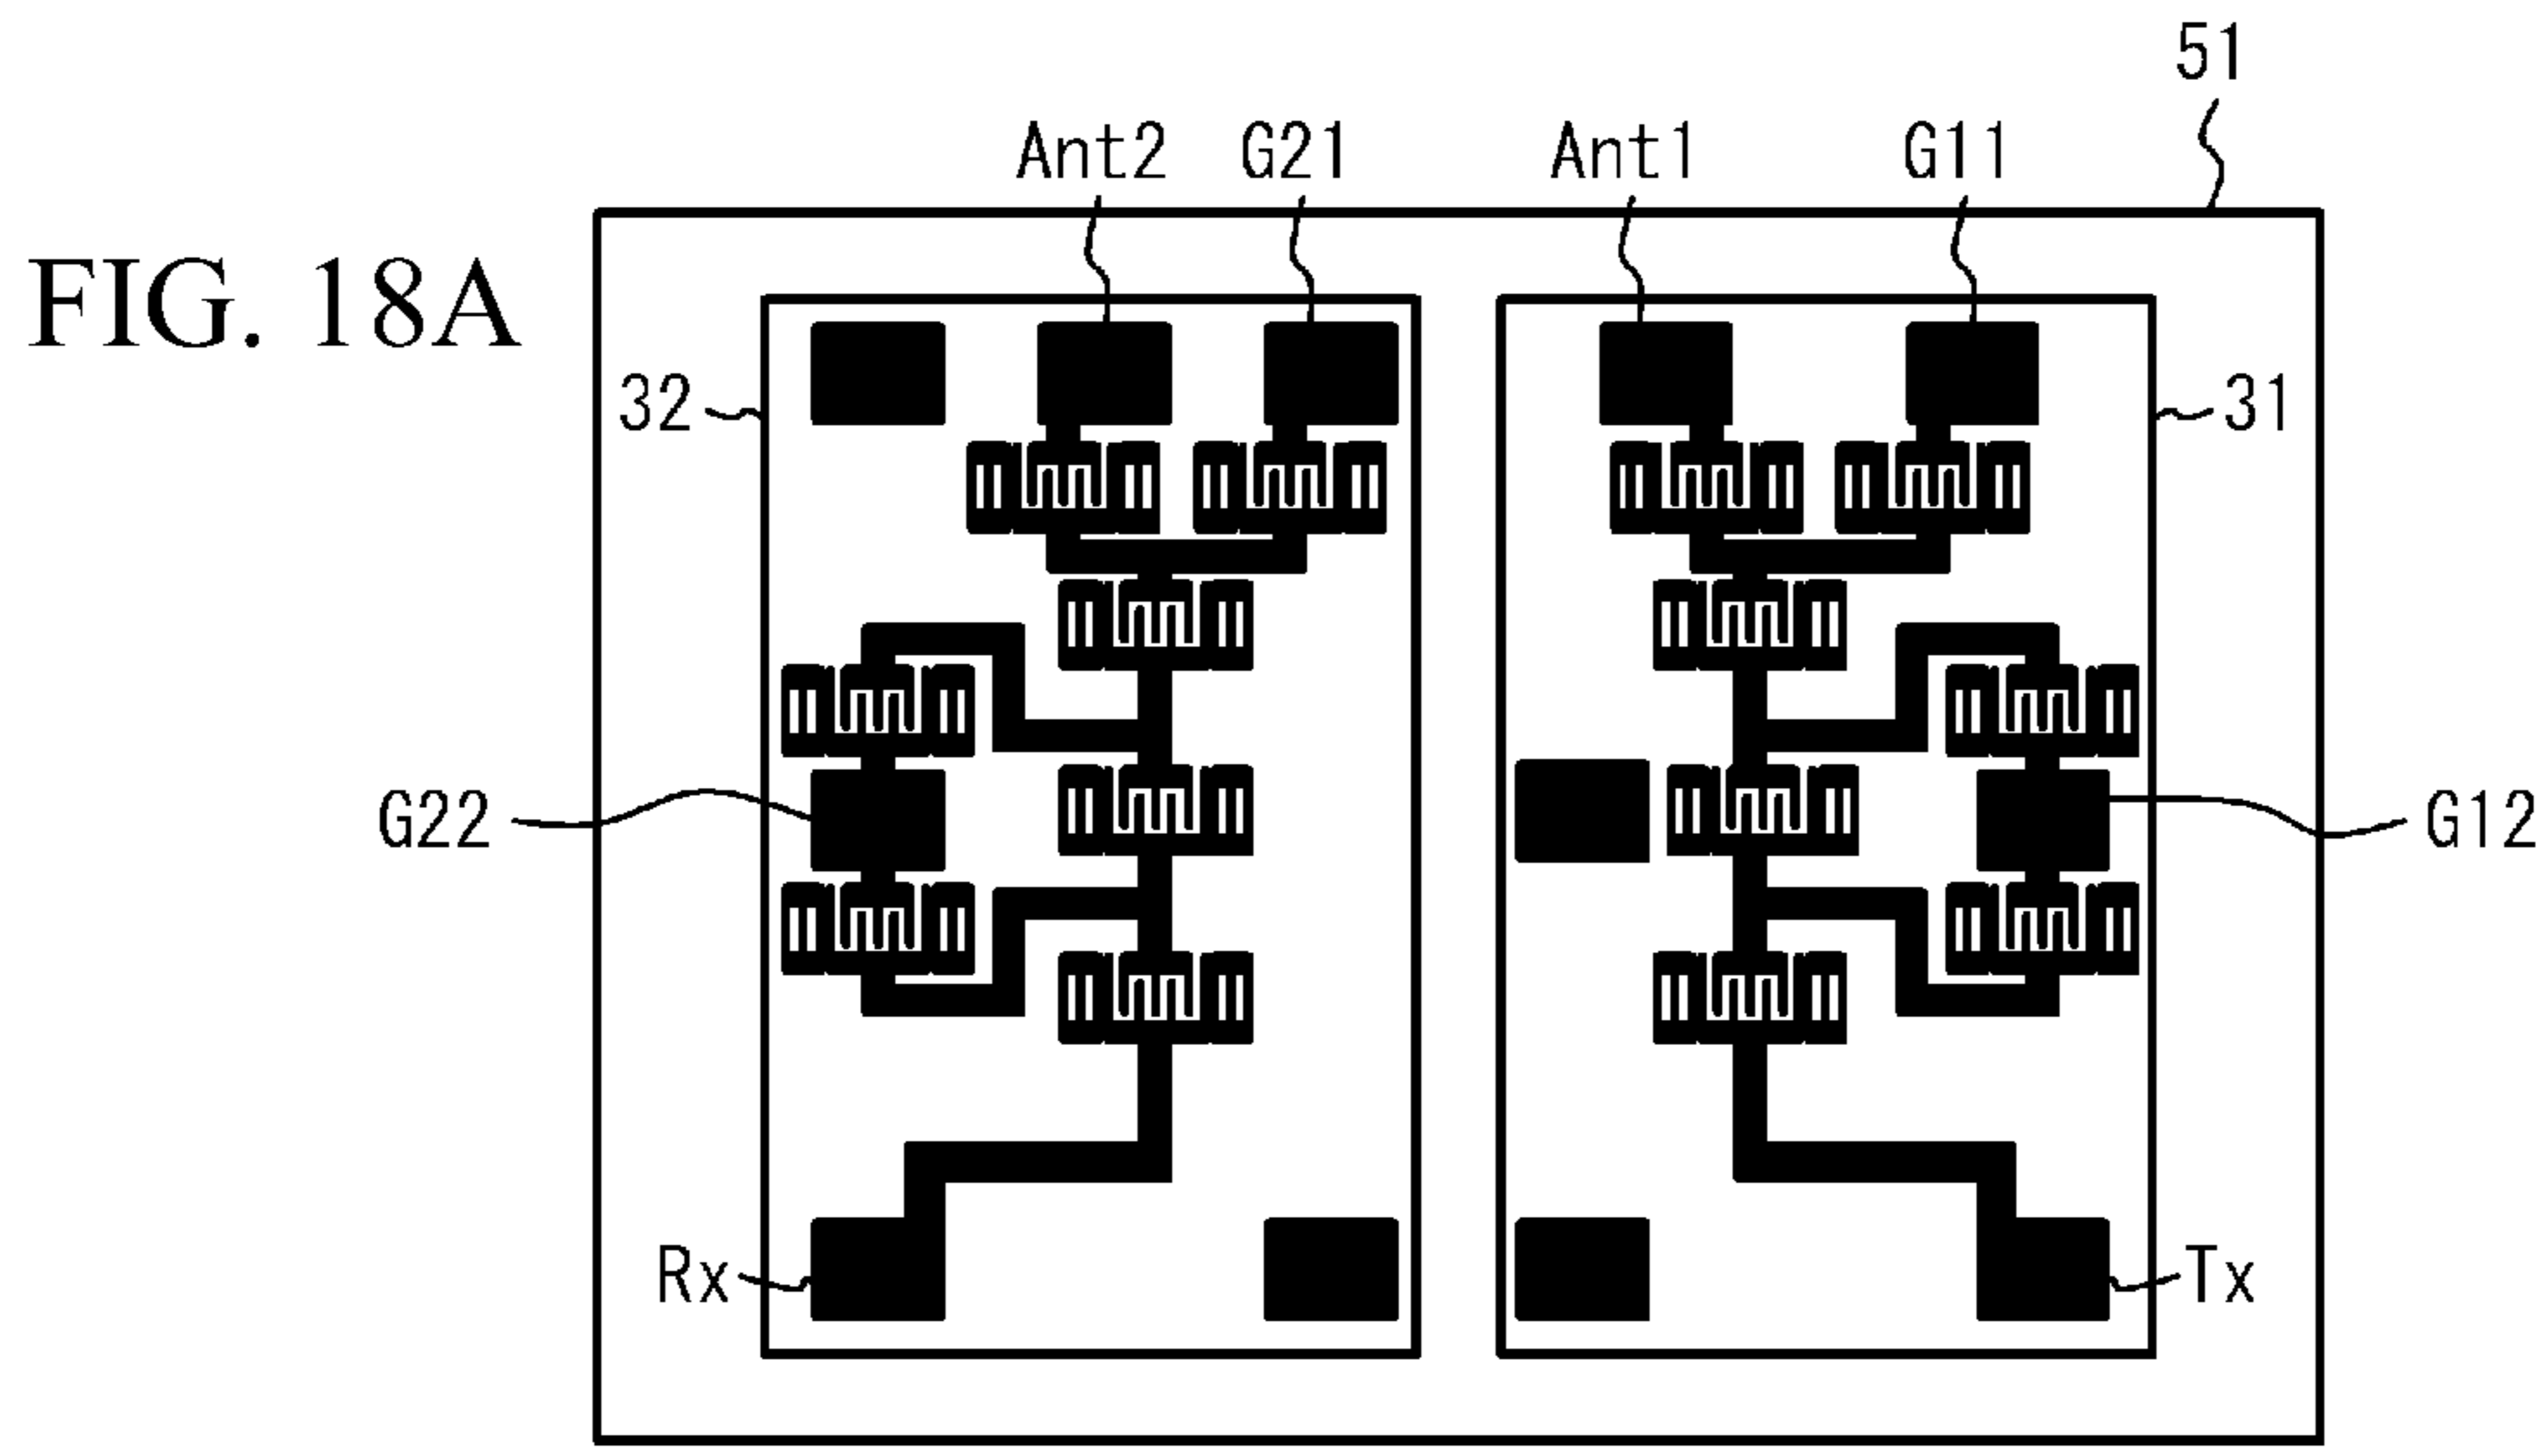 51
Ant2 G21 Ant1 G11
FIG. 18A
32 31
G22 G12
Rx Tx